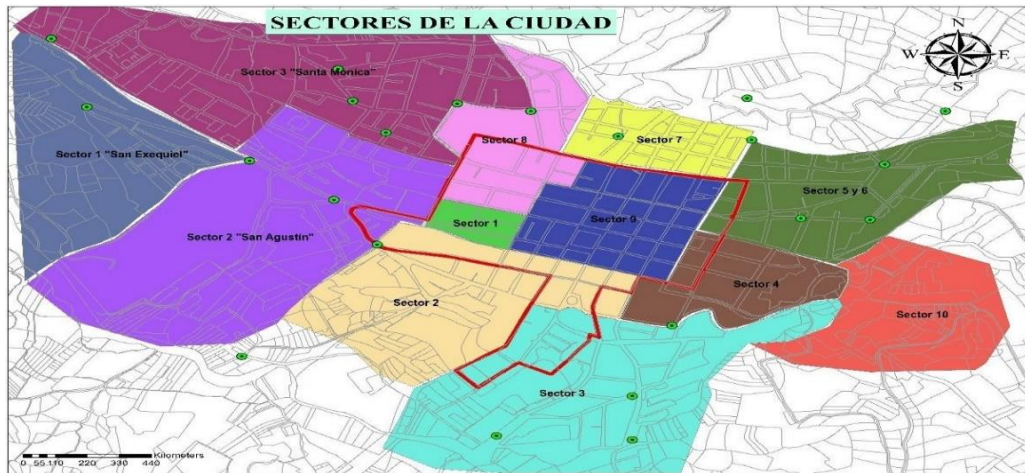 SECTORES DE LA CIUDAD
N
W E
S
Sector 3 "Santa Mónica"
Sector 8
Sector 7
Sector 1 "San Exequiel"
Sector 5 y 6
Sector 9
Sector 1
Sector 2 "San Agustín"
Sector 4
Sector 2
Sector 10
Sector 3
Kilometers
0 55 110 220 330 440